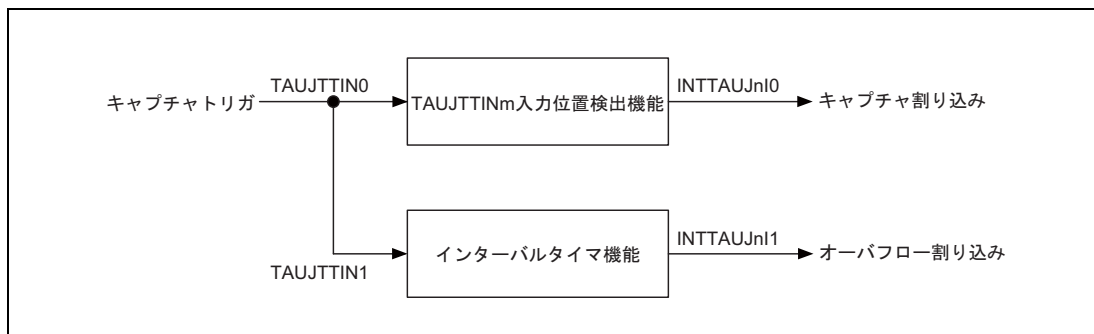 キャプチャトリガ
TAUJTTIN0
TAUJTTINm入力位置検出機能
INTTAUJnI0
キャプチャ割り込み
TAUJTTIN1
インターバルタイマ機能
INTTAUJnI1
オーバフロー割り込み